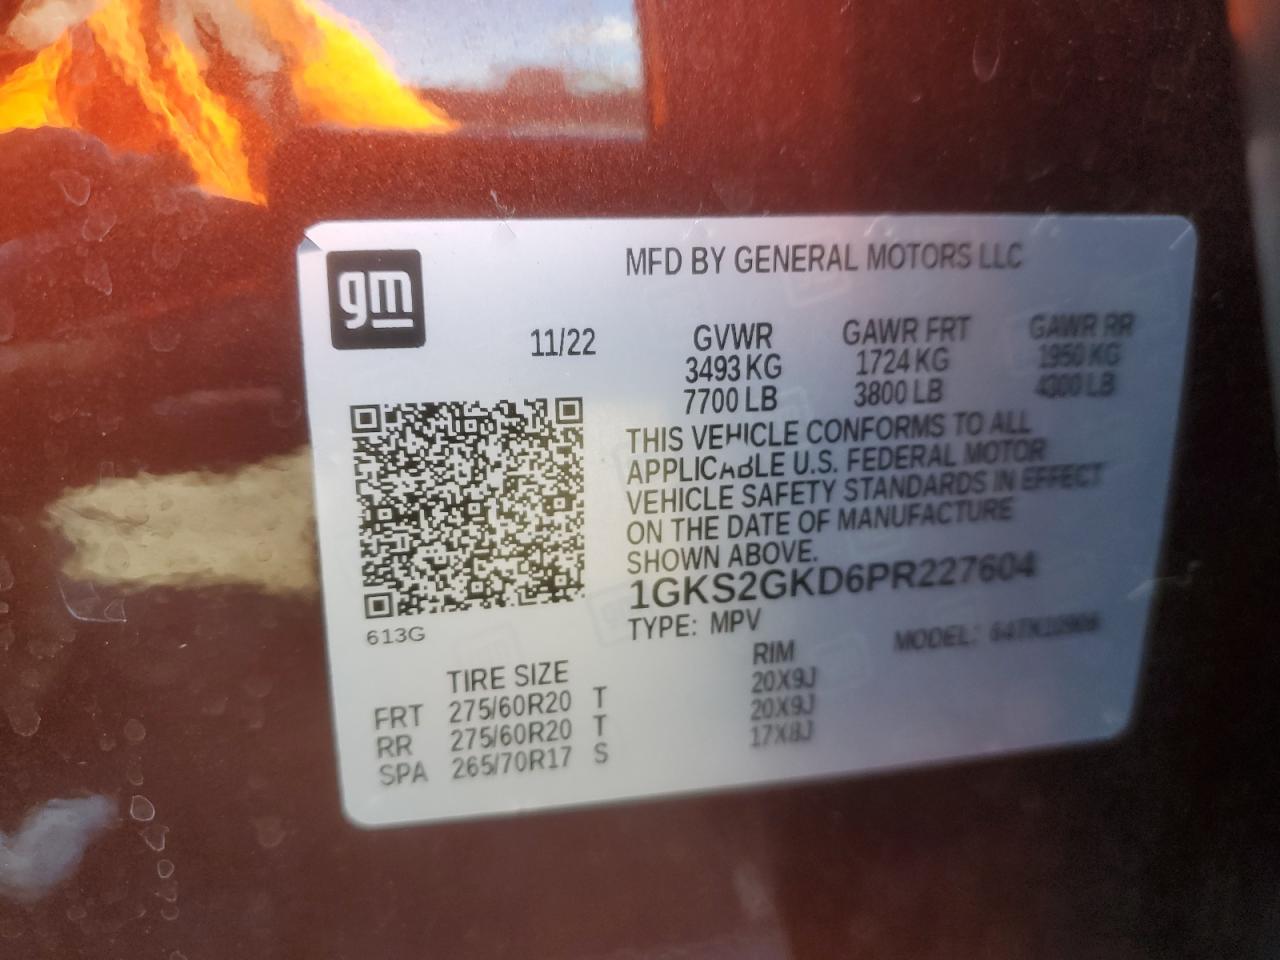 gm
MFD BY GENERAL MOTORS LLC
11/22
GVWR GAWR FRT GAWR RR
3493 KG 1724 KG 1950 KG
7700 LB 3800 LB 4300 LB
THIS VEHICLE CONFORMS TO ALL
APPLICABLE U.S. FEDERAL MOTOR
VEHICLE SAFETY STANDARDS IN EFFECT
ON THE DATE OF MANUFACTURE
SHOWN ABOVE.
1GKS2GKD6PR227604
TYPE: MPV MODEL:
613G
TIRE SIZE RIM
FRT 275/60R20 T 20X9J
RR 275/60R20 T 20X9J
SPA 265/70R17 S 17X8J